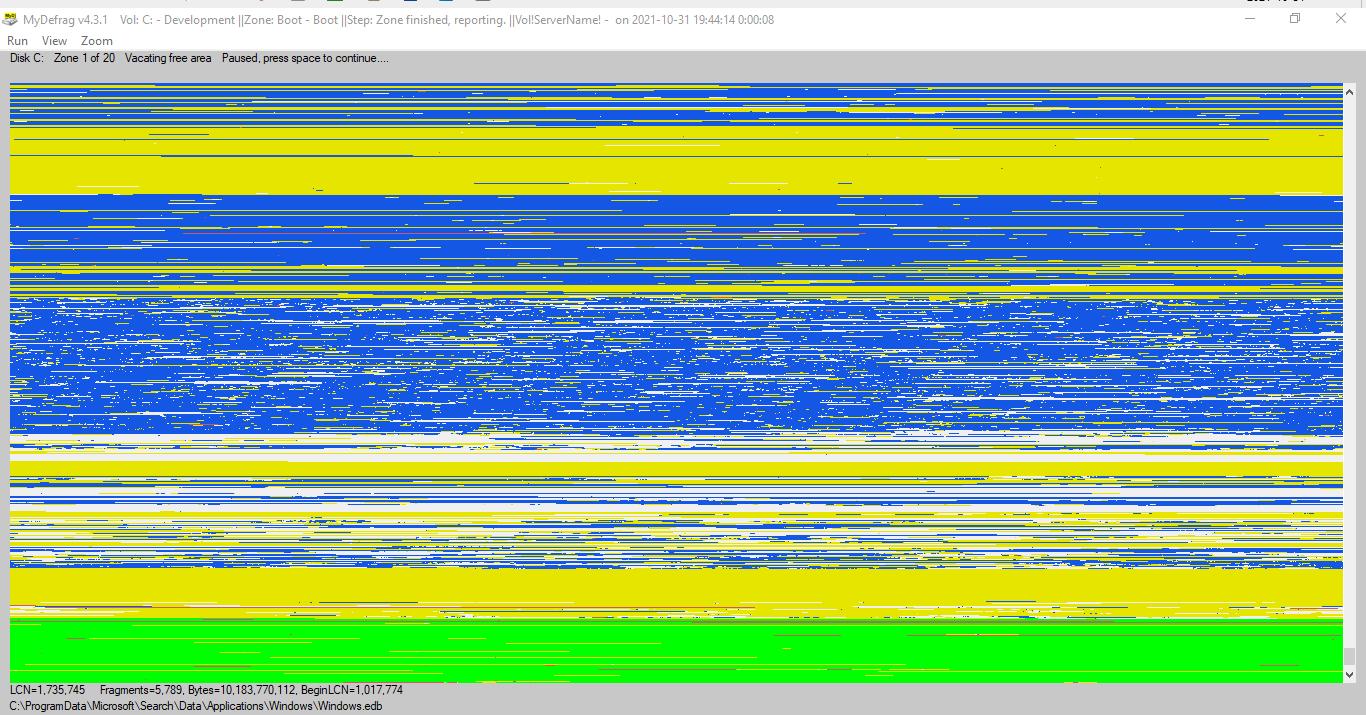 MyDefrag v4.3.1 Vol: C: - Development ||Zone: Boot - Boot ||Step: Zone finished, reporting. ||Vol!ServerName! - on 2021-10-31 19:44:14 0:00:08
Run View Zoom
Disk C: Zone 1 of 20 Vacating free area Paused, press space to continue....
LCN=1,735,745 Fragments=5,789, Bytes=10,183,770,112, BeginLCN=1,017,774
C:\ProgramData\Microsoft\Search\Data\Applications\Windows\Windows.edb